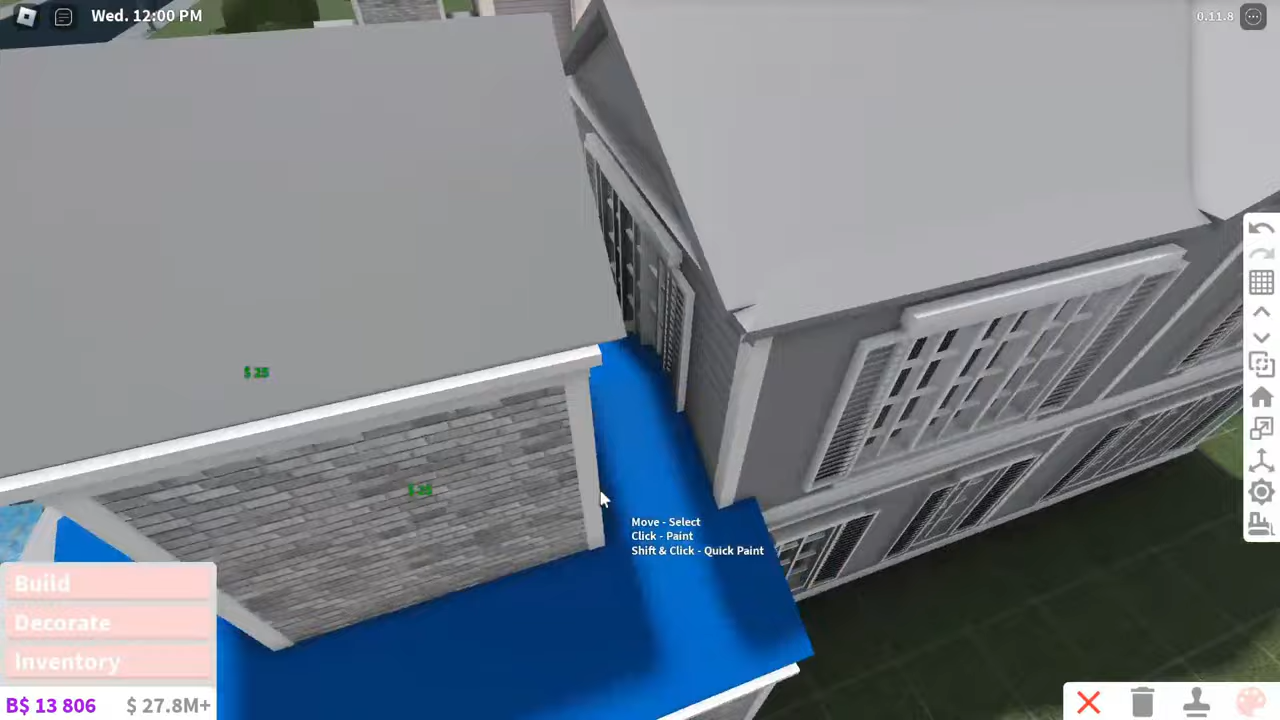 Wed. 12:00 PM
0.11.8
$ 25
Move - Select
Click - Paint
Shift & Click - Quick Paint
Build
Decorate
Inventory
B$ 13 806
$ 27.8M+